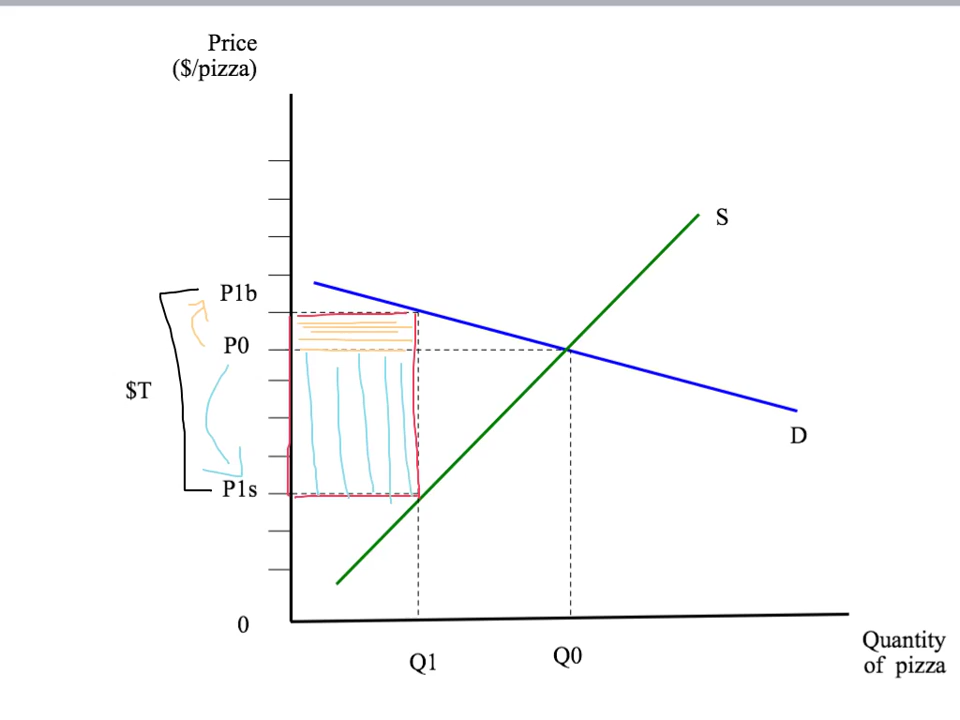 Price
($/pizza)
S
P1b
P0
$T
D
P1s
0
Q1
Q0
Quantity
of pizza